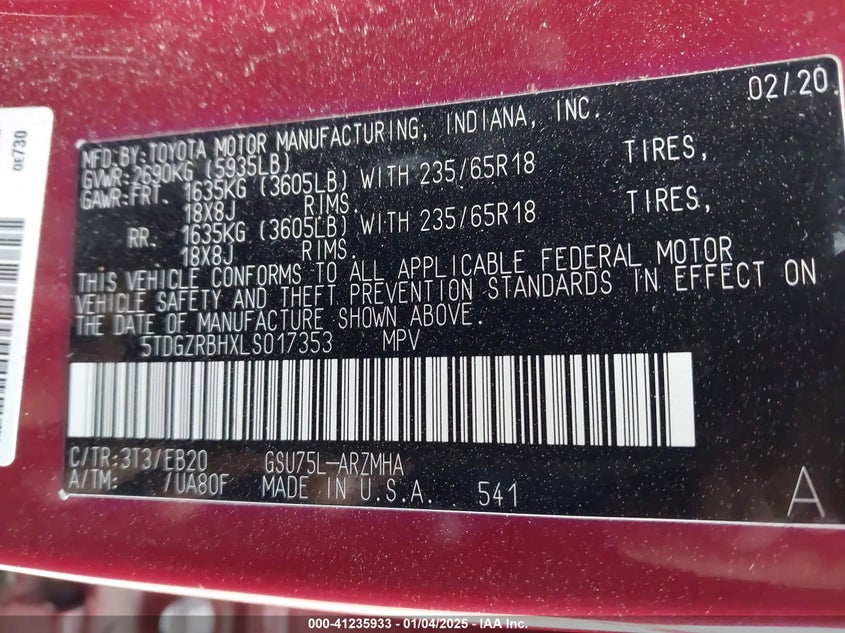 02/20
MFD.BY:TOYOTA MOTOR MANUFACTURING, INDIANA, INC.
GVWR:2690KG (5935LB)
GAWR:FRT. 1635KG (3605LB) WITH 235/65R18 TIRES,
18X8J RIMS.
RR. 1635KG (3605LB) WITH 235/65R18 TIRES,
18X8J RIMS.
THIS VEHICLE CONFORMS TO ALL APPLICABLE FEDERAL MOTOR
VEHICLE SAFETY AND THEFT PREVENTION STANDARDS IN EFFECT ON
THE DATE OF MANUFACTURE SHOWN ABOVE.
5TDGZRBHXLS017353 MPV
C/TR:3T3/EB20 GSU75L-ARZMHA
A/TM: /UA80F MADE IN U.S.A. 541
A
0E730
000-41235933 - 01/04/2025 - IAA Inc.